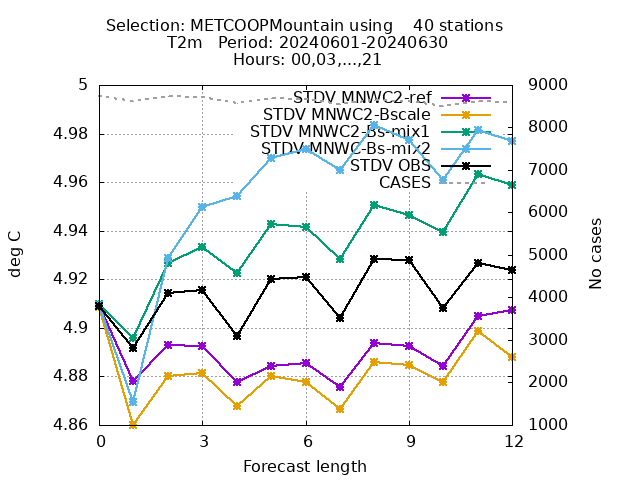 Selection: METCOOPMountain using    40 stations
T2m   Period: 20240601-20240630
Hours: 00,03,...,21
STDV MNWC2-ref
STDV MNWC2-Bscale
STDV MNWC2-Bs-mix1
STDV MNWC-Bs-mix2
STDV OBS
CASES
5
4.98
4.96
4.94
4.92
4.9
4.88
4.86
9000
8000
7000
6000
5000
4000
3000
2000
1000
deg C
No cases
0
3
6
9
12
Forecast length